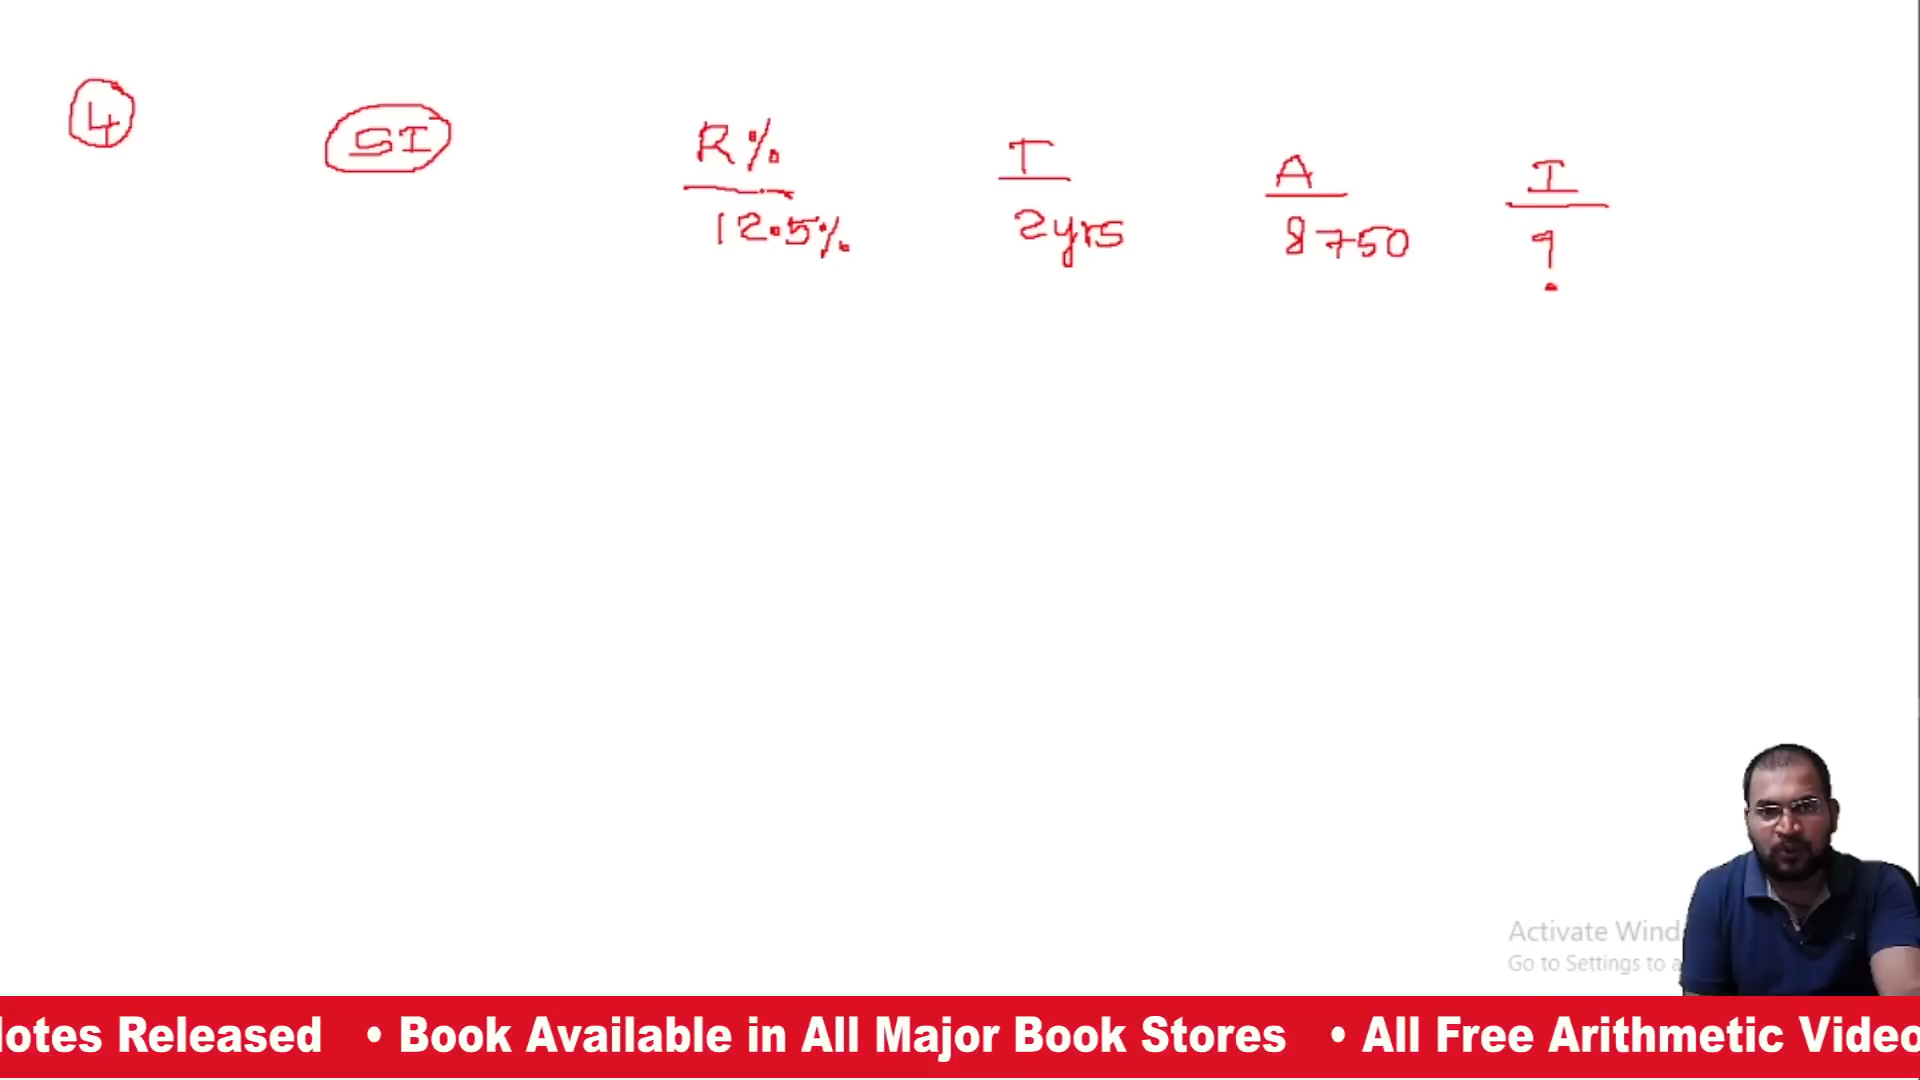 4 SI R% T A I
12.5% 2yrs 8750 ?
Activate Wind
Go to Settings to a
lotes Released • Book Available in All Major Book Stores • All Free Arithmetic Video